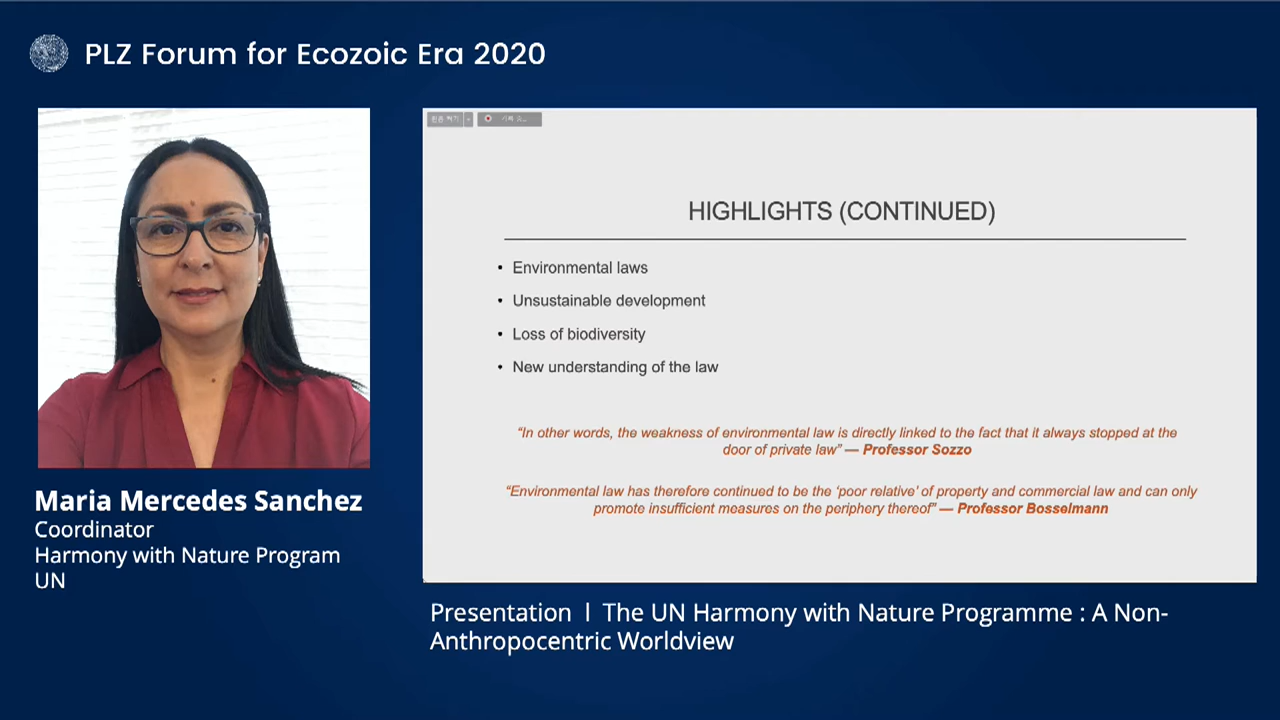 PLZ Forum for Ecozoic Era 2020
HIGHLIGHTS (CONTINUED)
• Environmental laws
• Unsustainable development
• Loss of biodiversity
• New understanding of the law
“In other words, the weakness of environmental law is directly linked to the fact that it always stopped at the
door of private law” — Professor Sozzo
“Environmental law has therefore continued to be the ‘poor relative’ of property and commercial law and can only
promote insufficient measures on the periphery thereof” — Professor Bosselmann
Maria Mercedes Sanchez
Coordinator
Harmony with Nature Program
UN
Presentation l The UN Harmony with Nature Programme : A Non-
Anthropocentric Worldview